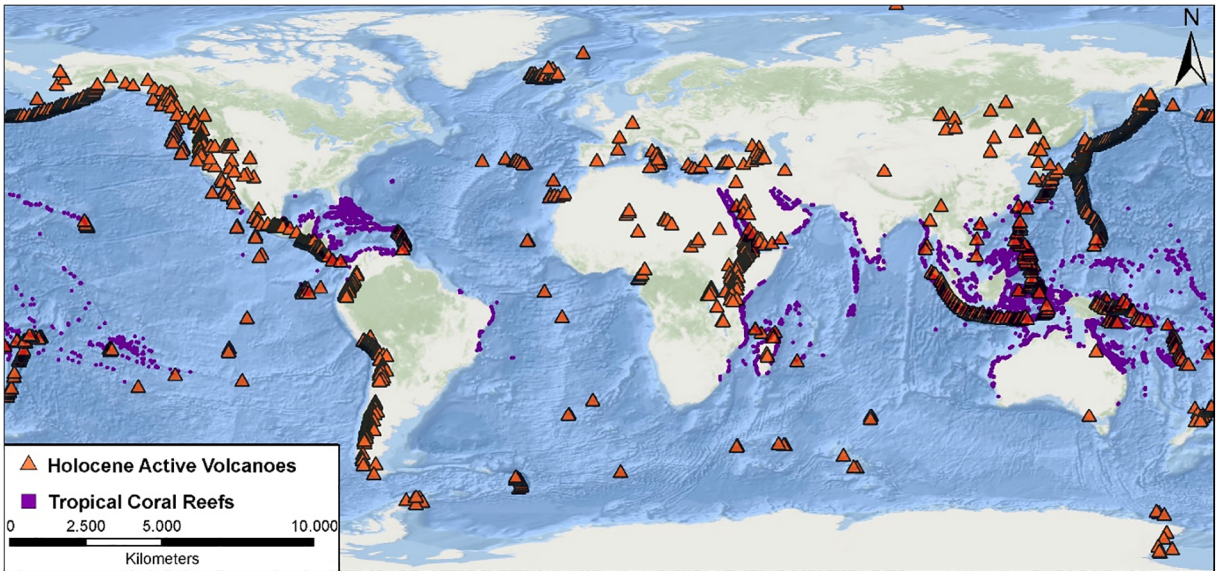 N
Holocene Active Volcanoes
Tropical Coral Reefs
0 2.500 5.000 10.000
Kilometers